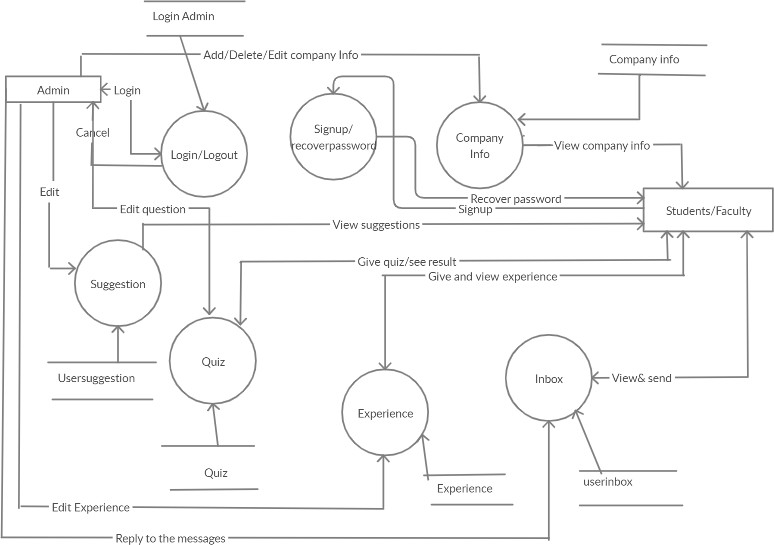 Login Admin
Add/Delete/Edit company Info
Company info
Admin
Login
Cancel
Login/Logout
Signup/
recoverpassword
Company
Info
View company info
Edit
Edit question
Recover password
Signup
Students/Faculty
View suggestions
Give quiz/see result
Give and view experience
Suggestion
Quiz
Usersuggestion
Inbox
View& send
Experience
Quiz
Experience
userinbox
Edit Experience
Reply to the messages